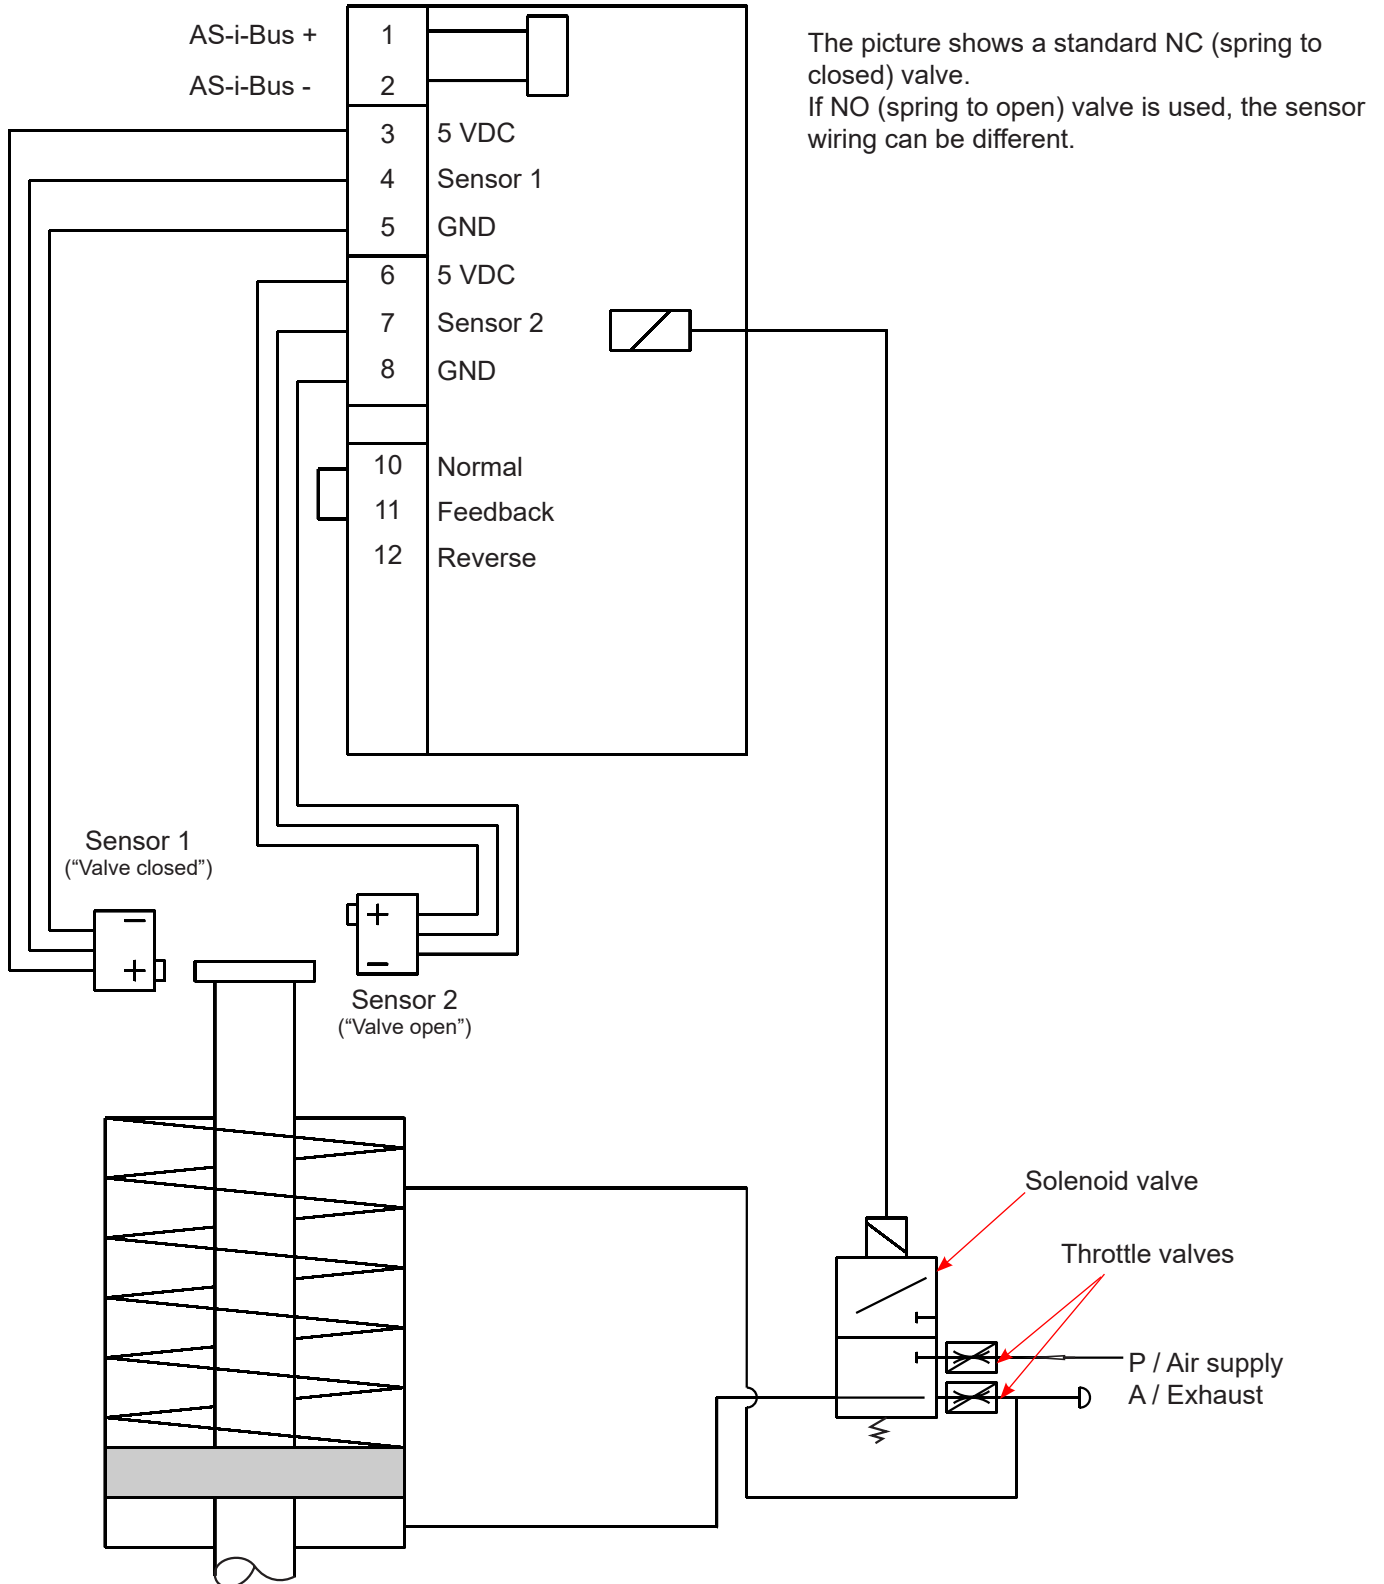 AS-i-Bus + 1
AS-i-Bus - 2
The picture shows a standard NC (spring to
closed) valve.
If NO (spring to open) valve is used, the sensor
wiring can be different.
3 5 VDC
4 Sensor 1
5 GND
6 5 VDC
7 Sensor 2
8 GND
10 Normal
11 Feedback
12 Reverse
Sensor 1
(“Valve closed”)
−
+
+
−
Sensor 2
(“Valve open”)
Solenoid valve
Throttle valves
P / Air supply
A / Exhaust